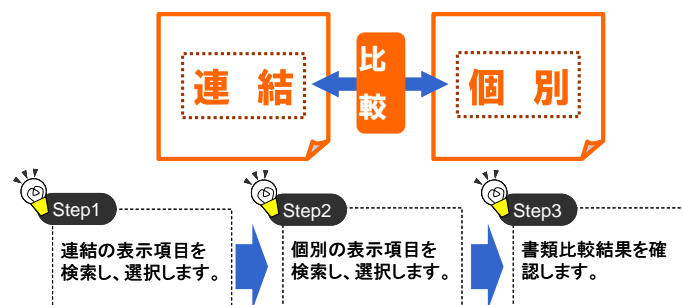 連 結
比
較
個 別
Step1
連結の表示項目を
検索し、選択します。
Step2
個別の表示項目を
検索し、選択します。
Step3
書類比較結果を確
認します。